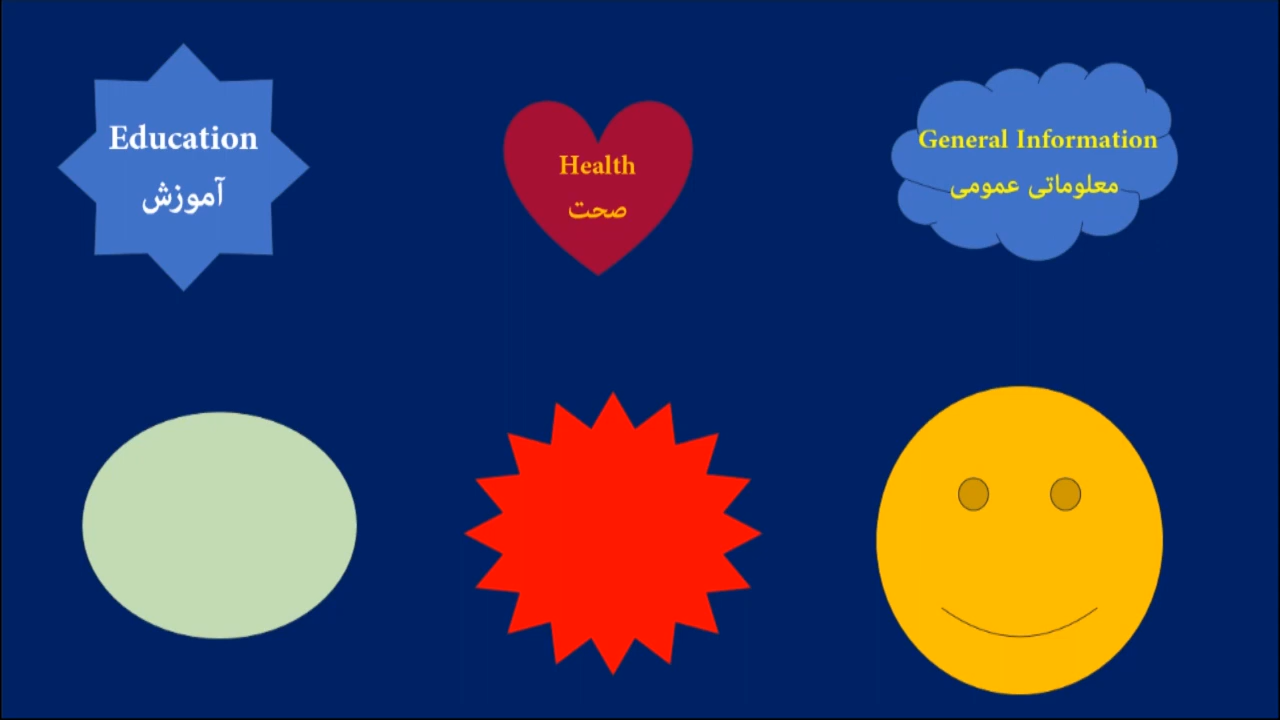 Education
آموزش
Health
صحت
General Information
معلوماتی عمومی